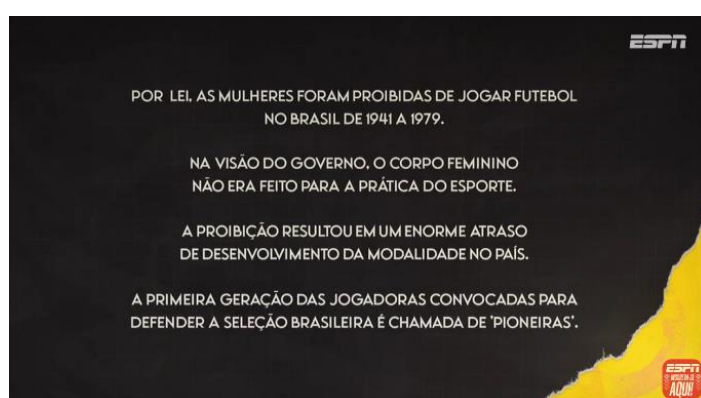 ESPN
POR LEI, AS MULHERES FORAM PROIBIDAS DE JOGAR FUTEBOL
NO BRASIL DE 1941 A 1979.
NA VISÃO DO GOVERNO, O CORPO FEMININO
NÃO ERA FEITO PARA A PRÁTICA DO ESPORTE.
A PROIBIÇÃO RESULTOU EM UM ENORME ATRASO
DE DESENVOLVIMENTO DA MODALIDADE NO PAÍS.
A PRIMEIRA GERAÇÃO DAS JOGADORAS CONVOCADAS PARA
DEFENDER A SELEÇÃO BRASILEIRA É CHAMADA DE 'PIONEIRAS'.
ESPN
AQUI!